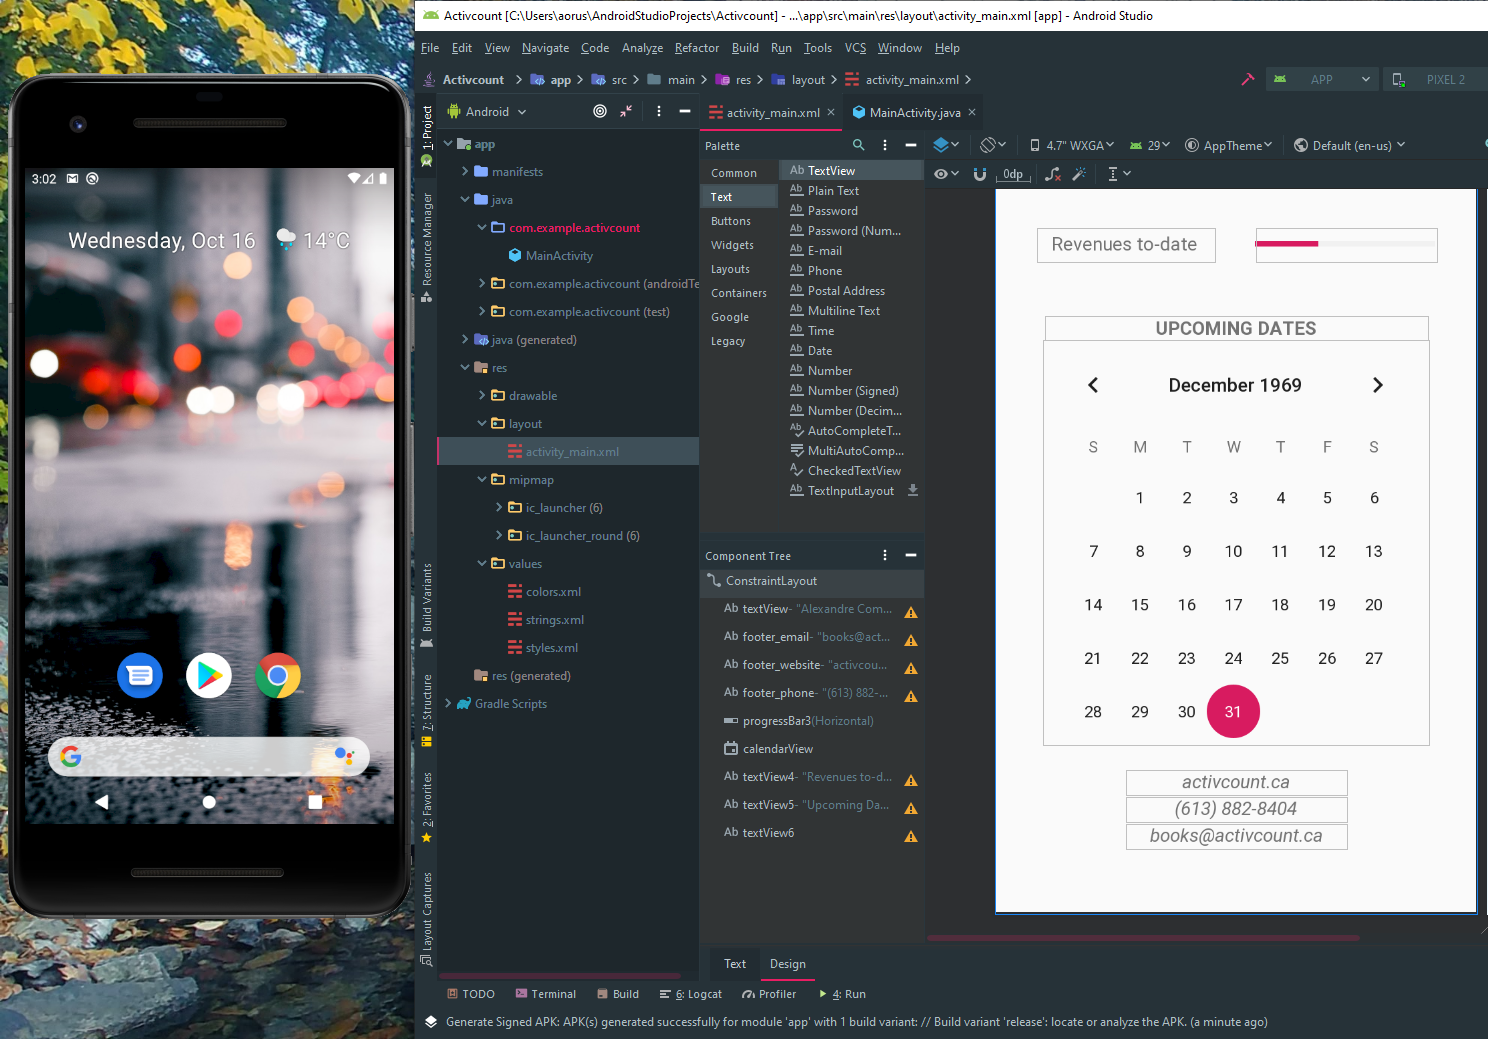 Activcount [C:\Users\aorus\AndroidStudioProjects\Activcount] - ...\app\src\main\res\layout\activity_main.xml [app] - Android Studio
File Edit View Navigate Code Analyze Refactor Build Run Tools VCS Window Help
Activcount app src main res layout activity_main.xml APP PIXEL 2
1: Project
Resource Manager
Build Variants
7: Structure
2: Favorites
Layout Captures
Android
app
manifests
java
com.example.activcount
MainActivity
com.example.activcount (androidTe
com.example.activcount (test)
java (generated)
res
drawable
layout
activity_main.xml
mipmap
ic_launcher (6)
ic_launcher_round (6)
values
colors.xml
strings.xml
styles.xml
res (generated)
Gradle Scripts
activity_main.xml MainActivity.java
Palette
Common
Text
Buttons
Widgets
Layouts
Containers
Google
Legacy
Ab TextView
Ab Plain Text
Ab Password
Ab Password (Num...
Ab E-mail
Ab Phone
Ab Postal Address
Ab Multiline Text
Ab Time
Ab Date
Ab Number
Ab Number (Signed)
Ab Number (Decim...
AutoCompleteT...
MultiAutoComp...
CheckedTextView
Ab TextInputLayout
Component Tree
ConstraintLayout
Ab textView- "Alexandre Com...
Ab footer_email- "books@act...
Ab footer_website- "activcou...
Ab footer_phone- "(613) 882-...
progressBar3(Horizontal)
calendarView
Ab textView4- "Revenues to-d...
Ab textView5- "Upcoming Da...
Ab textView6
4.7" WXGA 29 AppTheme Default (en-us)
0dp
Revenues to-date
UPCOMING DATES
December 1969
S M T W T F S
1 2 3 4 5 6
7 8 9 10 11 12 13
14 15 16 17 18 19 20
21 22 23 24 25 26 27
28 29 30 31
activcount.ca
(613) 882-8404
books@activcount.ca
Text Design
TODO Terminal Build 6: Logcat Profiler 4: Run
Generate Signed APK: APK(s) generated successfully for module 'app' with 1 build variant: // Build variant 'release': locate or analyze the APK. (a minute ago)
3:02
Wednesday, Oct 16 14°C